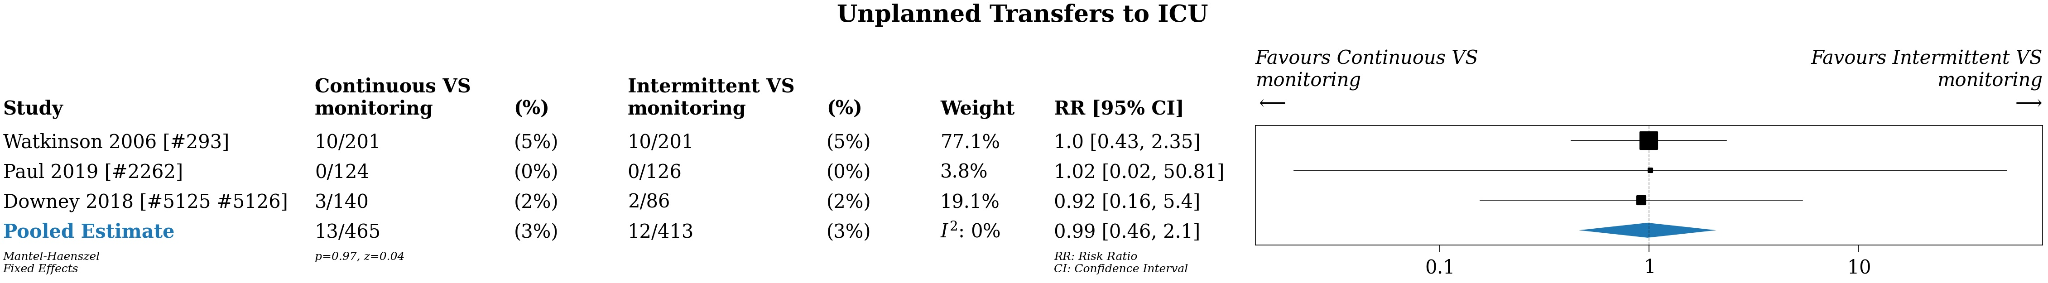 Unplanned Transfers to ICU
Favours Continuous VS
monitoring
←
Favours Intermittent VS
monitoring
→
Study
Continuous VS
monitoring
(%)
Intermittent VS
monitoring
(%)
Weight
RR [95% CI]
Watkinson 2006 [#293] 10/201 (5%) 10/201 (5%) 77.1% 1.0 [0.43, 2.35]
Paul 2019 [#2262] 0/124 (0%) 0/126 (0%) 3.8% 1.02 [0.02, 50.81]
Downey 2018 [#5125 #5126] 3/140 (2%) 2/86 (2%) 19.1% 0.92 [0.16, 5.4]
Pooled Estimate 13/465 (3%) 12/413 (3%) I²: 0% 0.99 [0.46, 2.1]
Mantel-Haenszel
Fixed Effects
p=0.97, z=0.04
RR: Risk Ratio
CI: Confidence Interval
0.1 1 10